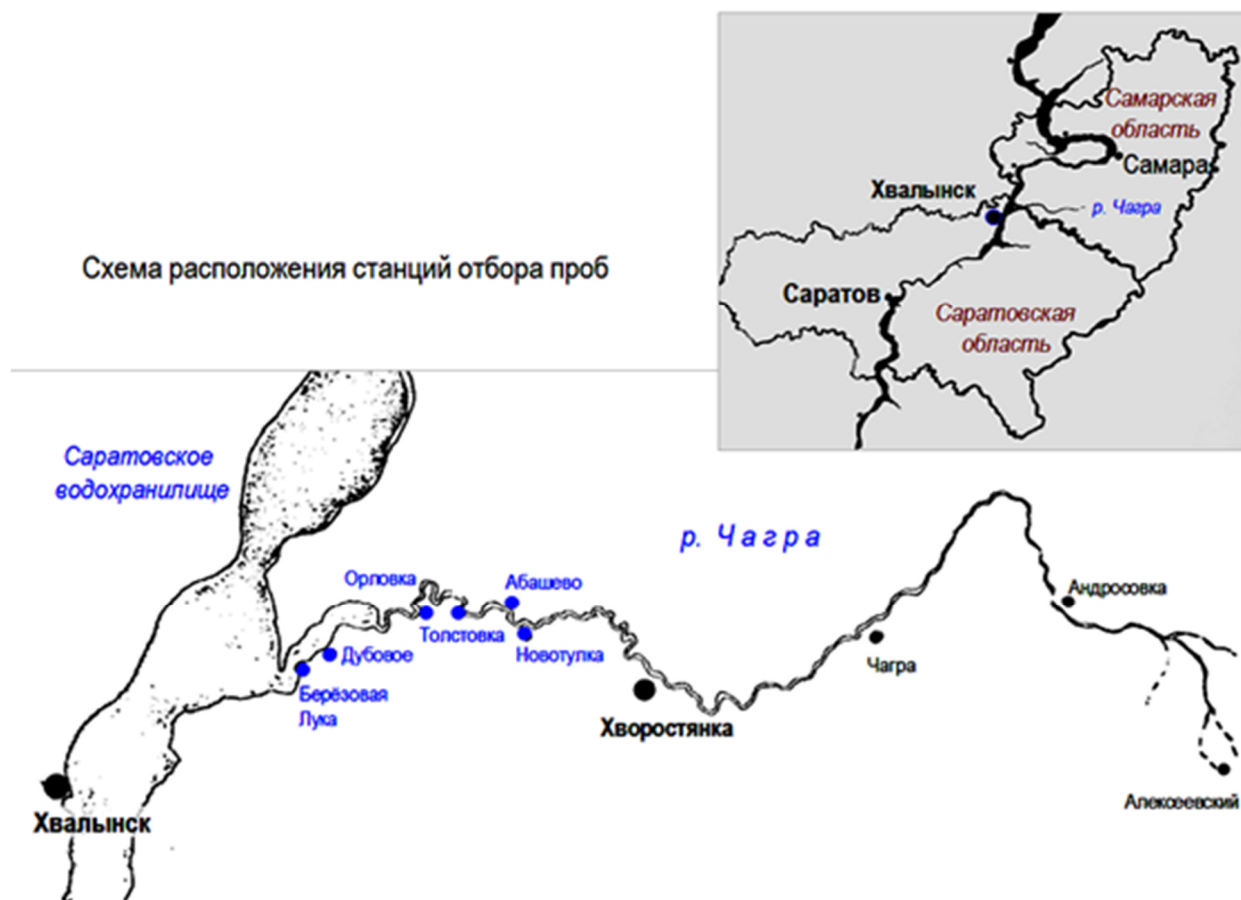 Самарская
область
Самара
Хвалынск
р. Чагра
Схема расположения станций отбора проб
Саратов
Саратовская
область
Саратовское
водохранилище
р. Чагра
Орловка
Абашево
Андросовка
Толстовка
Новотулка
Дубовое
Чагра
Берёзовая
Лука
Хворостянка
Алексеевский
Хвалынск